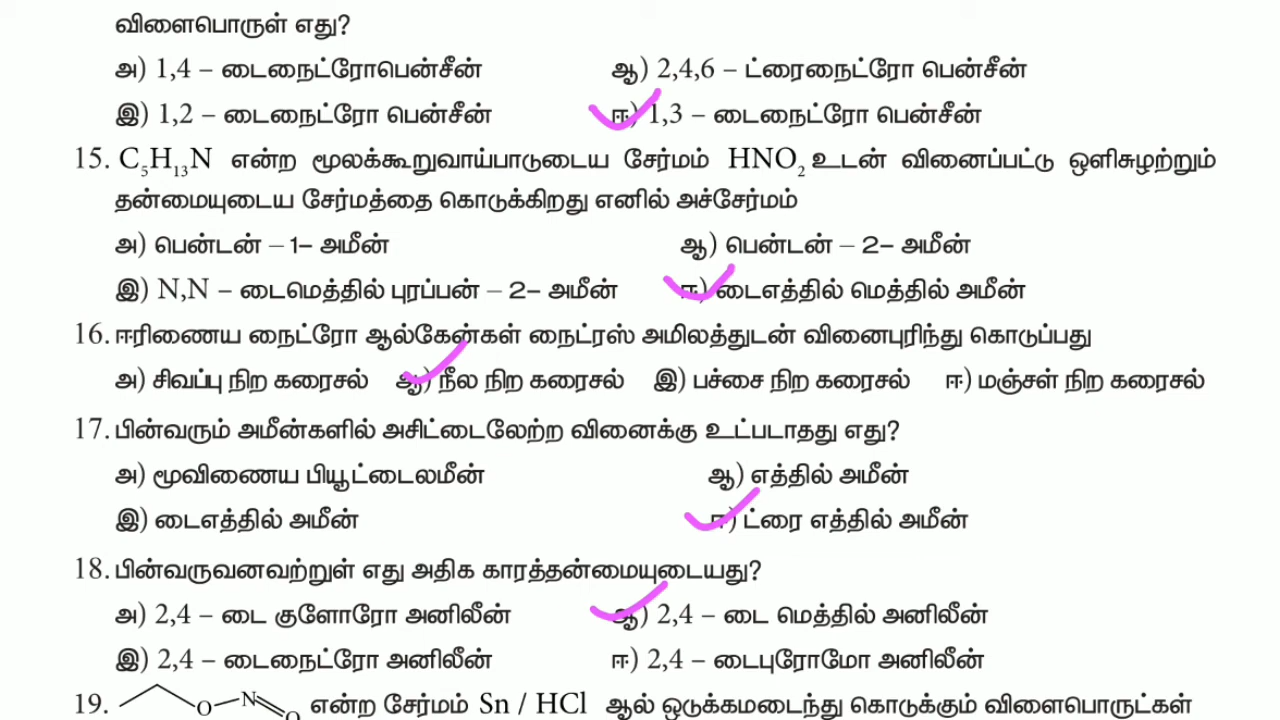 விளைபொருள் எது?
அ) 1,4 – டைநைட்ரோபென்சீன் ஆ) 2,4,6 – ட்ரைநைட்ரோ பென்சீன்
இ) 1,2 – டைநைட்ரோ பென்சீன் ஈ) 1,3 – டைநைட்ரோ பென்சீன்
15. C₅H₁₃N என்ற மூலக்கூறுவாய்பாடுடைய சேர்மம் HNO₂ உடன் வினைப்பட்டு ஒளிசுழற்றும்
தன்மையுடைய சேர்மத்தை கொடுக்கிறது எனில் அச்சேர்மம்
அ) பென்டன் – 1– அமீன் ஆ) பென்டன் – 2– அமீன்
இ) N,N – டைமெத்தில் புரப்பன் – 2– அமீன் ஈ) டைஎத்தில் மெத்தில் அமீன்
16. ஈரிணைய நைட்ரோ ஆல்கேன்கள் நைட்ரஸ் அமிலத்துடன் வினைபுரிந்து கொடுப்பது
அ) சிவப்பு நிற கரைசல் ஆ) நீல நிற கரைசல் இ) பச்சை நிற கரைசல் ஈ) மஞ்சள் நிற கரைசல்
17. பின்வரும் அமீன்களில் அசிட்டைலேற்ற வினைக்கு உட்படாதது எது?
அ) மூவிணைய பியூட்டைலமீன் ஆ) எத்தில் அமீன்
இ) டைஎத்தில் அமீன் ஈ) ட்ரை எத்தில் அமீன்
18. பின்வருவனவற்றுள் எது அதிக காரத்தன்மையுடையது?
அ) 2,4 – டை குளோரோ அனிலீன் ஆ) 2,4 – டை மெத்தில் அனிலீன்
இ) 2,4 – டைநைட்ரோ அனிலீன் ஈ) 2,4 – டைபுரோமோ அனிலீன்
19. O N O என்ற சேர்மம் Sn / HCl ஆல் ஒடுக்கமடைந்து கொடுக்கும் விளைபொருட்கள்